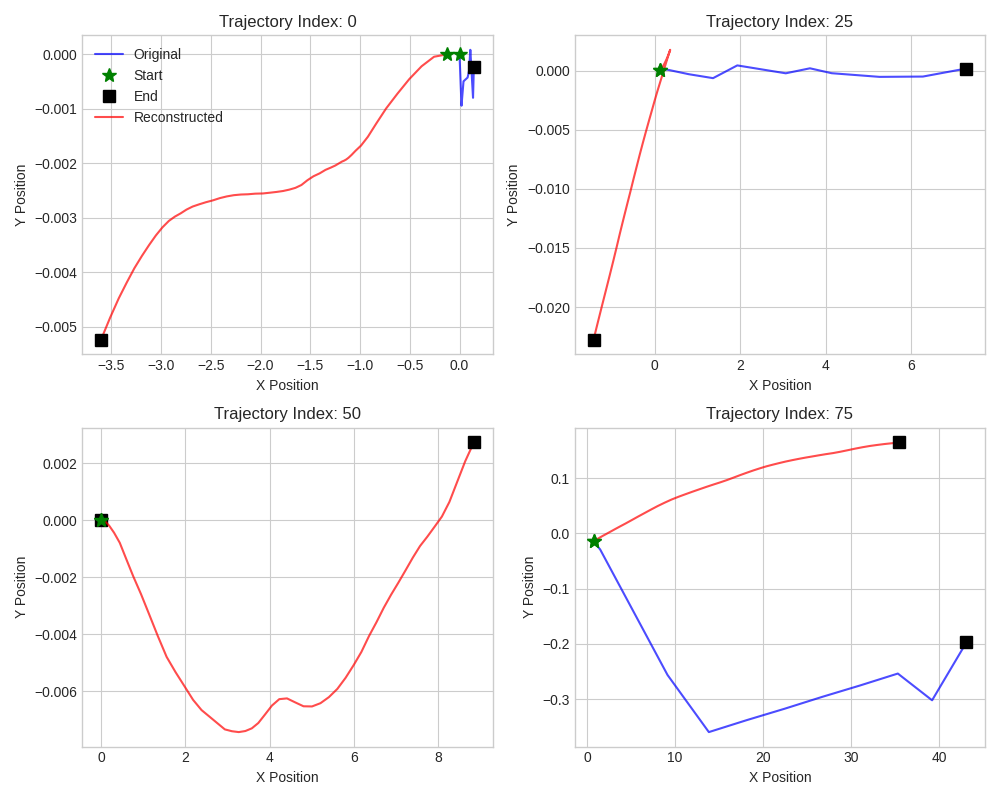 Trajectory Index: 0
Original
Start
End
Reconstructed
0.000
−0.001
−0.002
−0.003
−0.004
−0.005
Y Position
−3.5 −3.0 −2.5 −2.0 −1.5 −1.0 −0.5 0.0
X Position
Trajectory Index: 25
0.000
−0.005
−0.010
−0.015
−0.020
Y Position
0 2 4 6
X Position
Trajectory Index: 50
0.002
0.000
−0.002
−0.004
−0.006
Y Position
0 2 4 6 8
X Position
Trajectory Index: 75
0.1
0.0
−0.1
−0.2
−0.3
Y Position
0 10 20 30 40
X Position